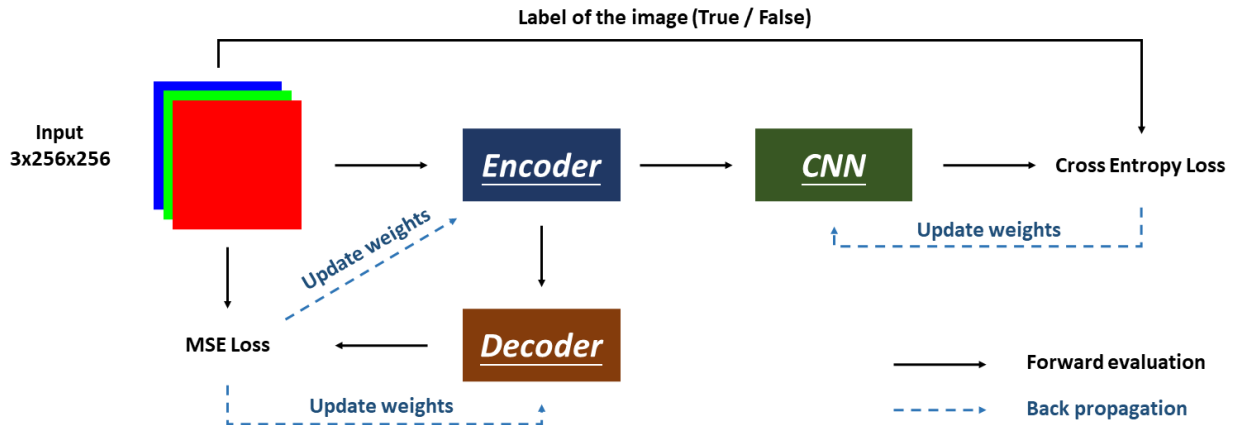 Label of the image (True / False)
Input
3x256x256
Encoder
CNN
Cross Entropy Loss
Update weights
Update weights
MSE Loss
Decoder
Forward evaluation
Update weights
Back propagation